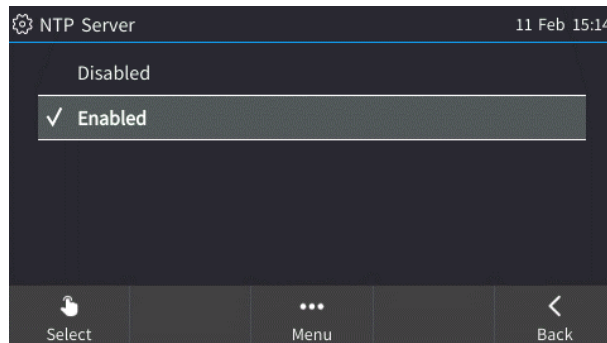 NTP Server 11 Feb 15:14
Disabled
✓ Enabled
Select Menu Back